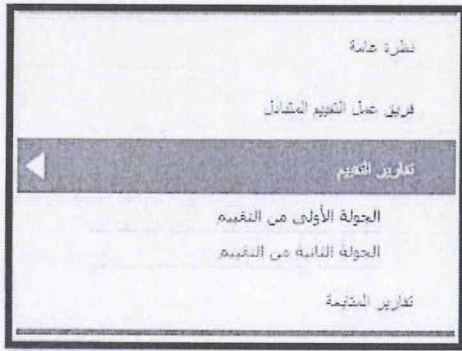 نظرة عامة
فريق عمل التقييم المتبادل
تقارير التقييم
الجولة الأولى من التقييم
الجولة الثانية من التقييم
تقارير المتابعة